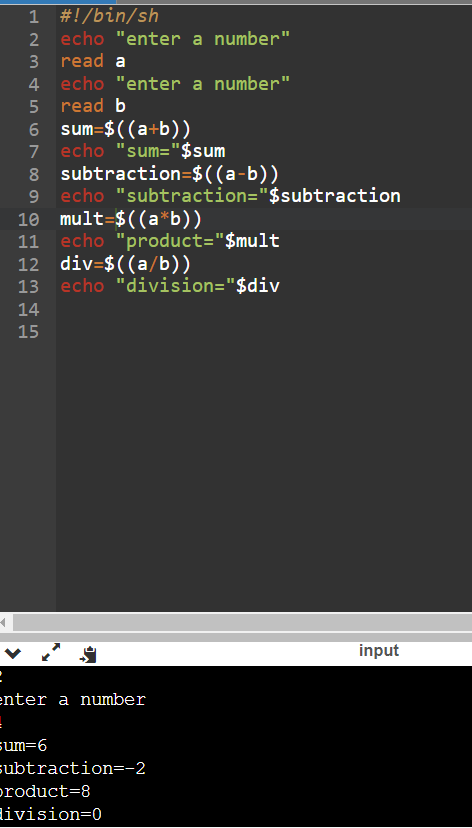 1 #!/bin/sh
2 echo "enter a number"
3 read a
4 echo "enter a number"
5 read b
6 sum=$((a+b))
7 echo "sum="$sum
8 subtraction=$((a-b))
9 echo "subtraction="$subtraction
10 mult=$((a*b))
11 echo "product="$mult
12 div=$((a/b))
13 echo "division="$div
14
15
input
2
enter a number
4
sum=6
subtraction=-2
product=8
division=0